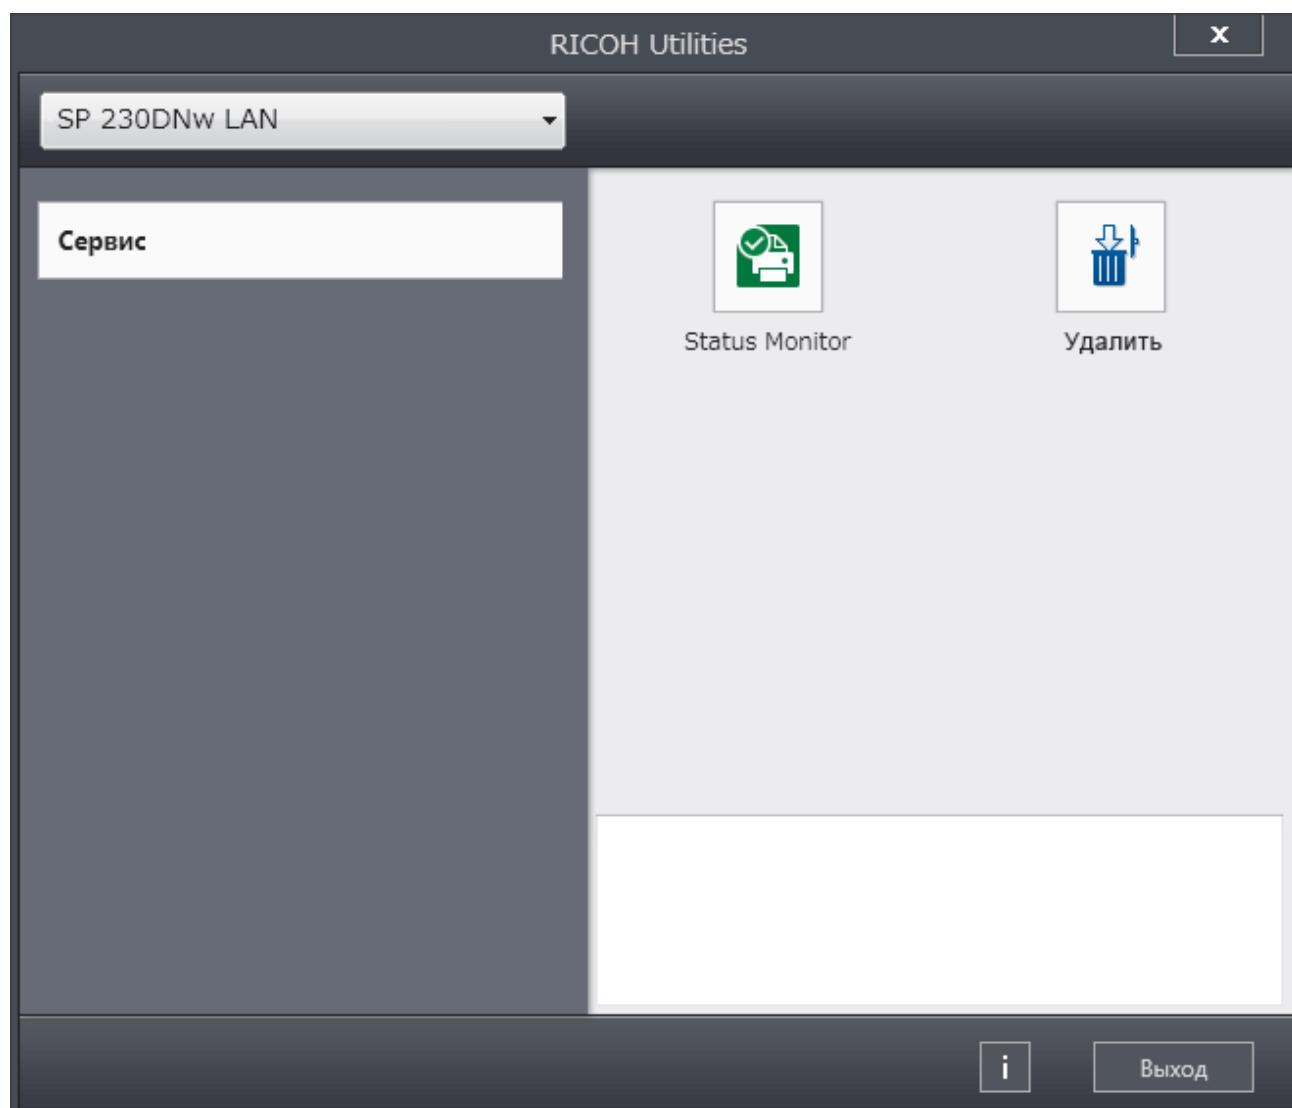 RICOH Utilities
x
SP 230DNw LAN
Сервис
Status Monitor
Удалить
i
Выход